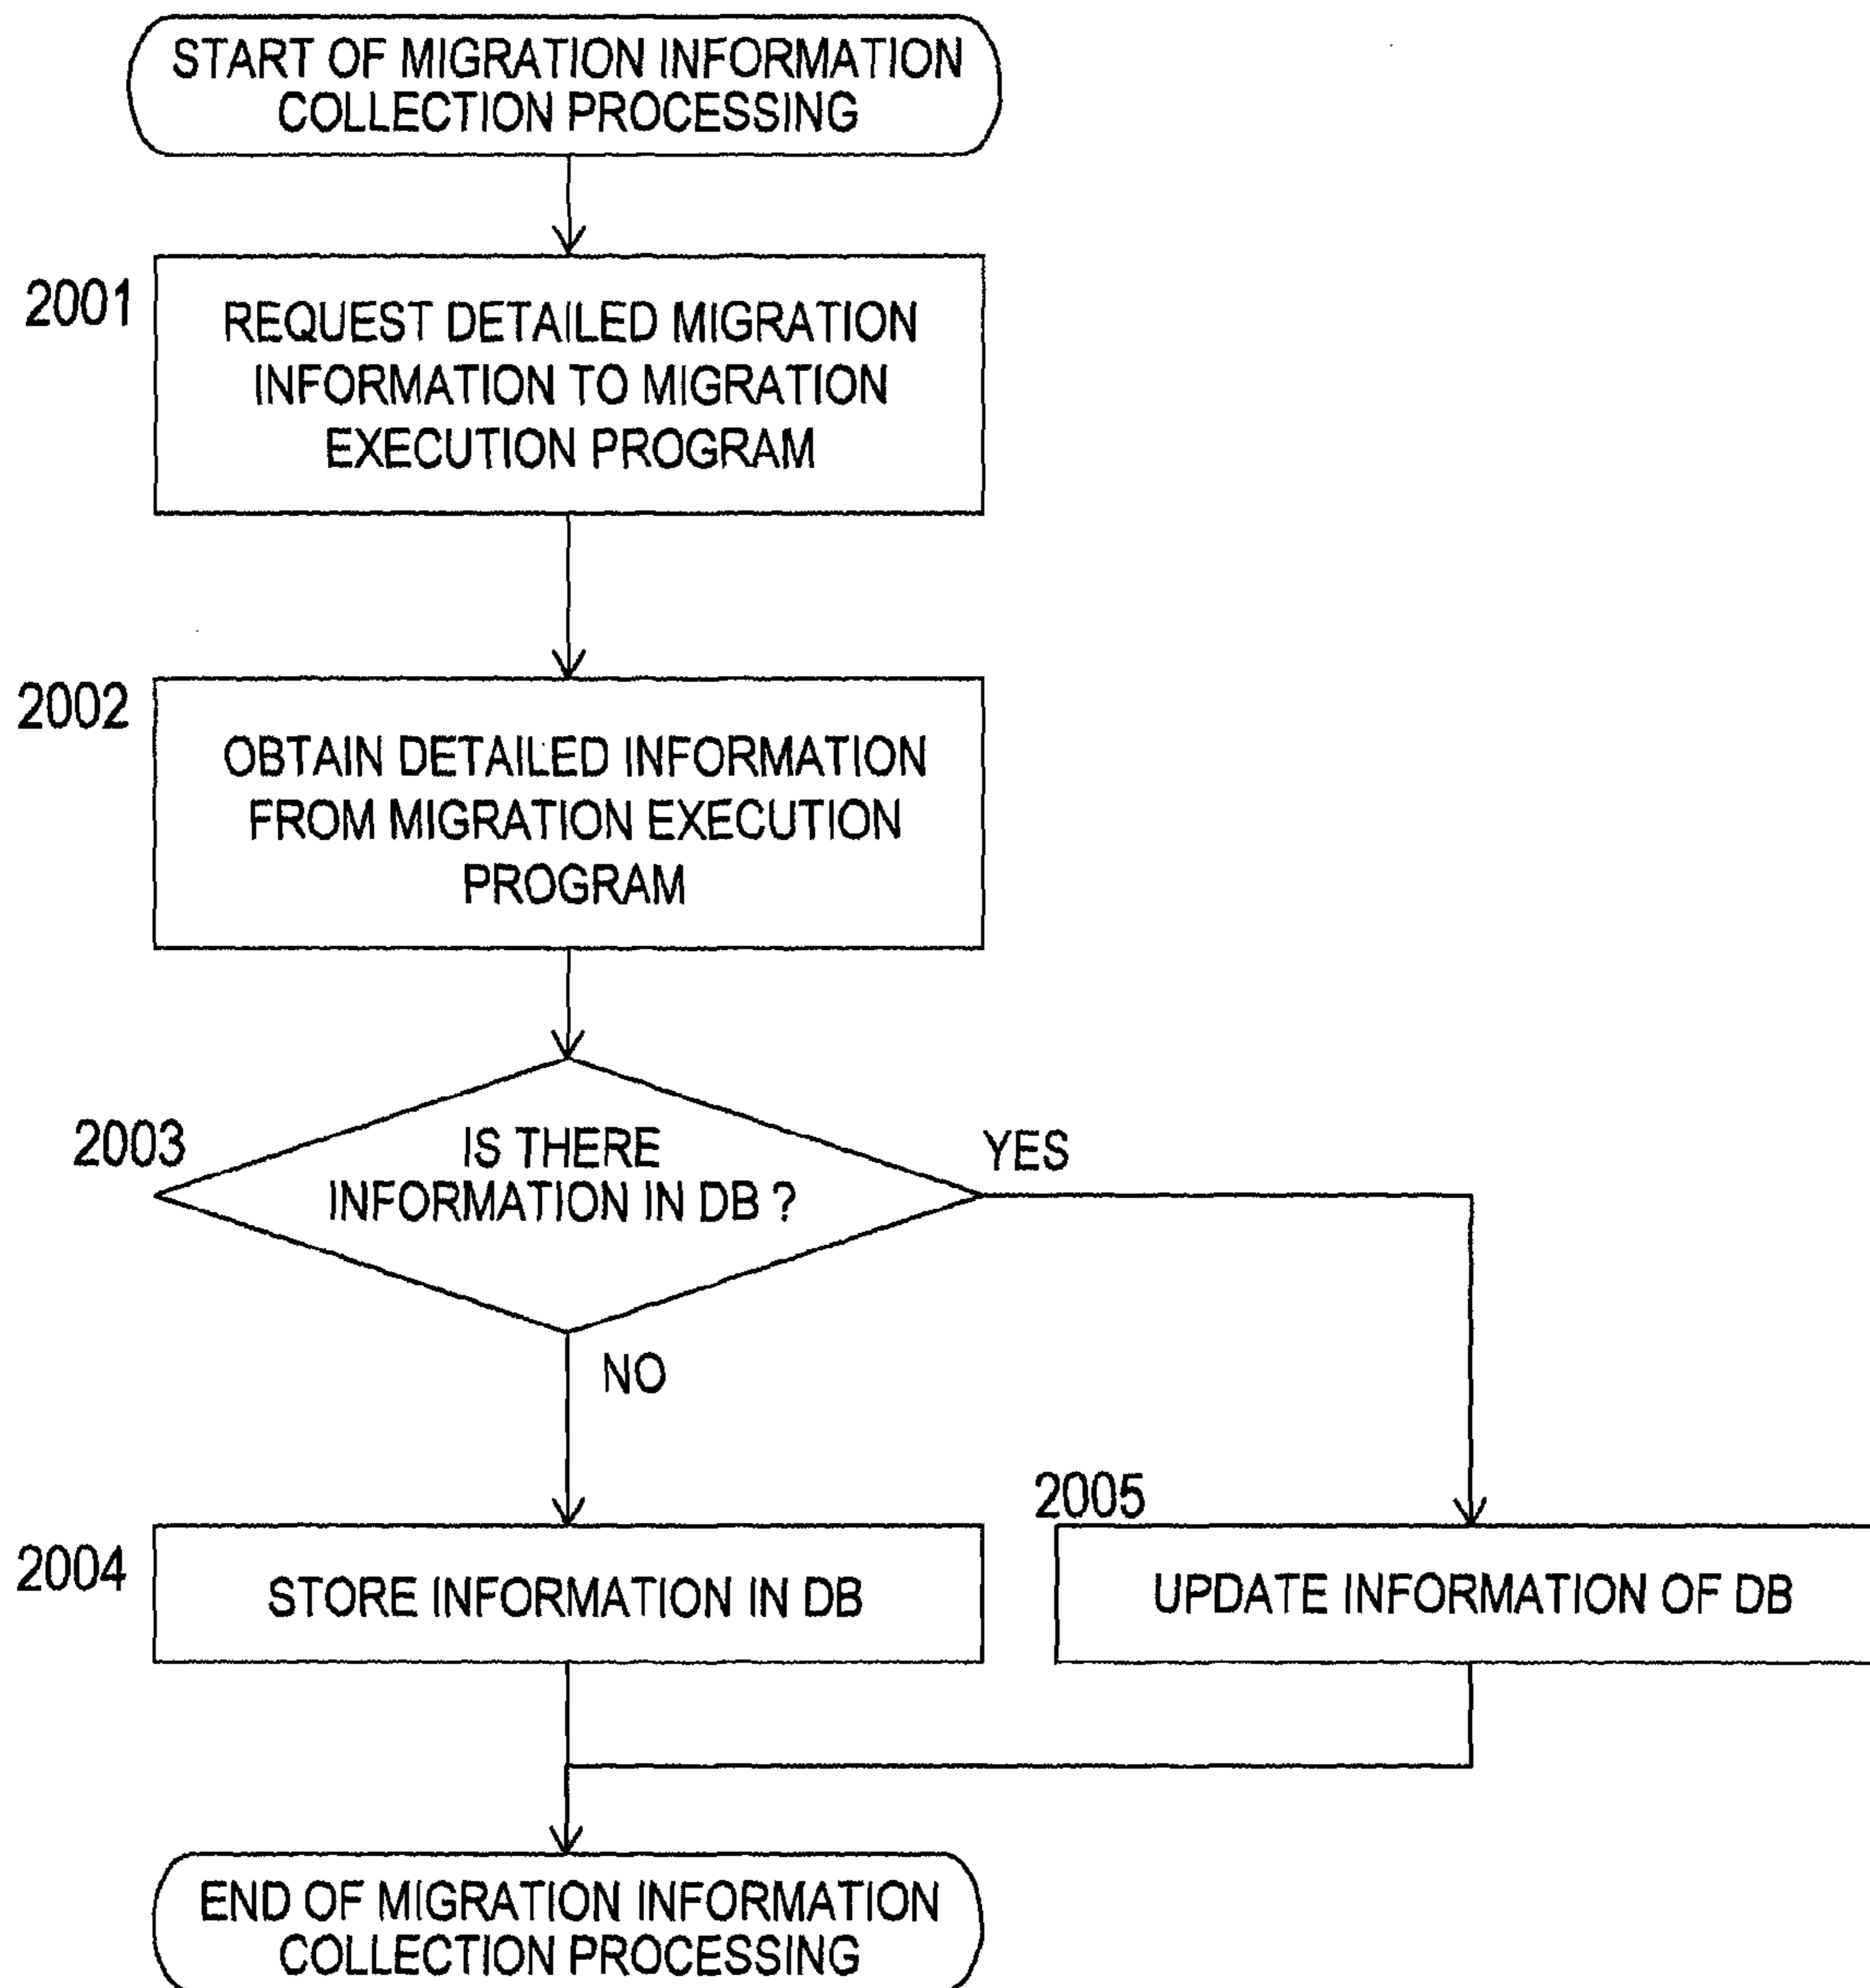 START OF MIGRATION INFORMATION
COLLECTION PROCESSING
2001
REQUEST DETAILED MIGRATION
INFORMATION TO MIGRATION
EXECUTION PROGRAM
2002
OBTAIN DETAILED INFORMATION
FROM MIGRATION EXECUTION
PROGRAM
2003
IS THERE
INFORMATION IN DB ?
YES
NO
2004
STORE INFORMATION IN DB
2005
UPDATE INFORMATION OF DB
END OF MIGRATION INFORMATION
COLLECTION PROCESSING